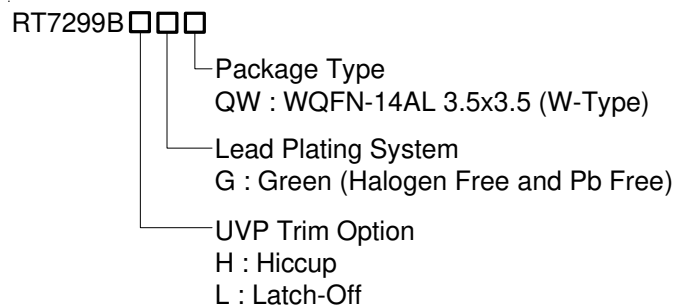 RT7299B□□□
Package Type
QW : WQFN-14AL 3.5x3.5 (W-Type)
Lead Plating System
G : Green (Halogen Free and Pb Free)
UVP Trim Option
H : Hiccup
L : Latch-Off